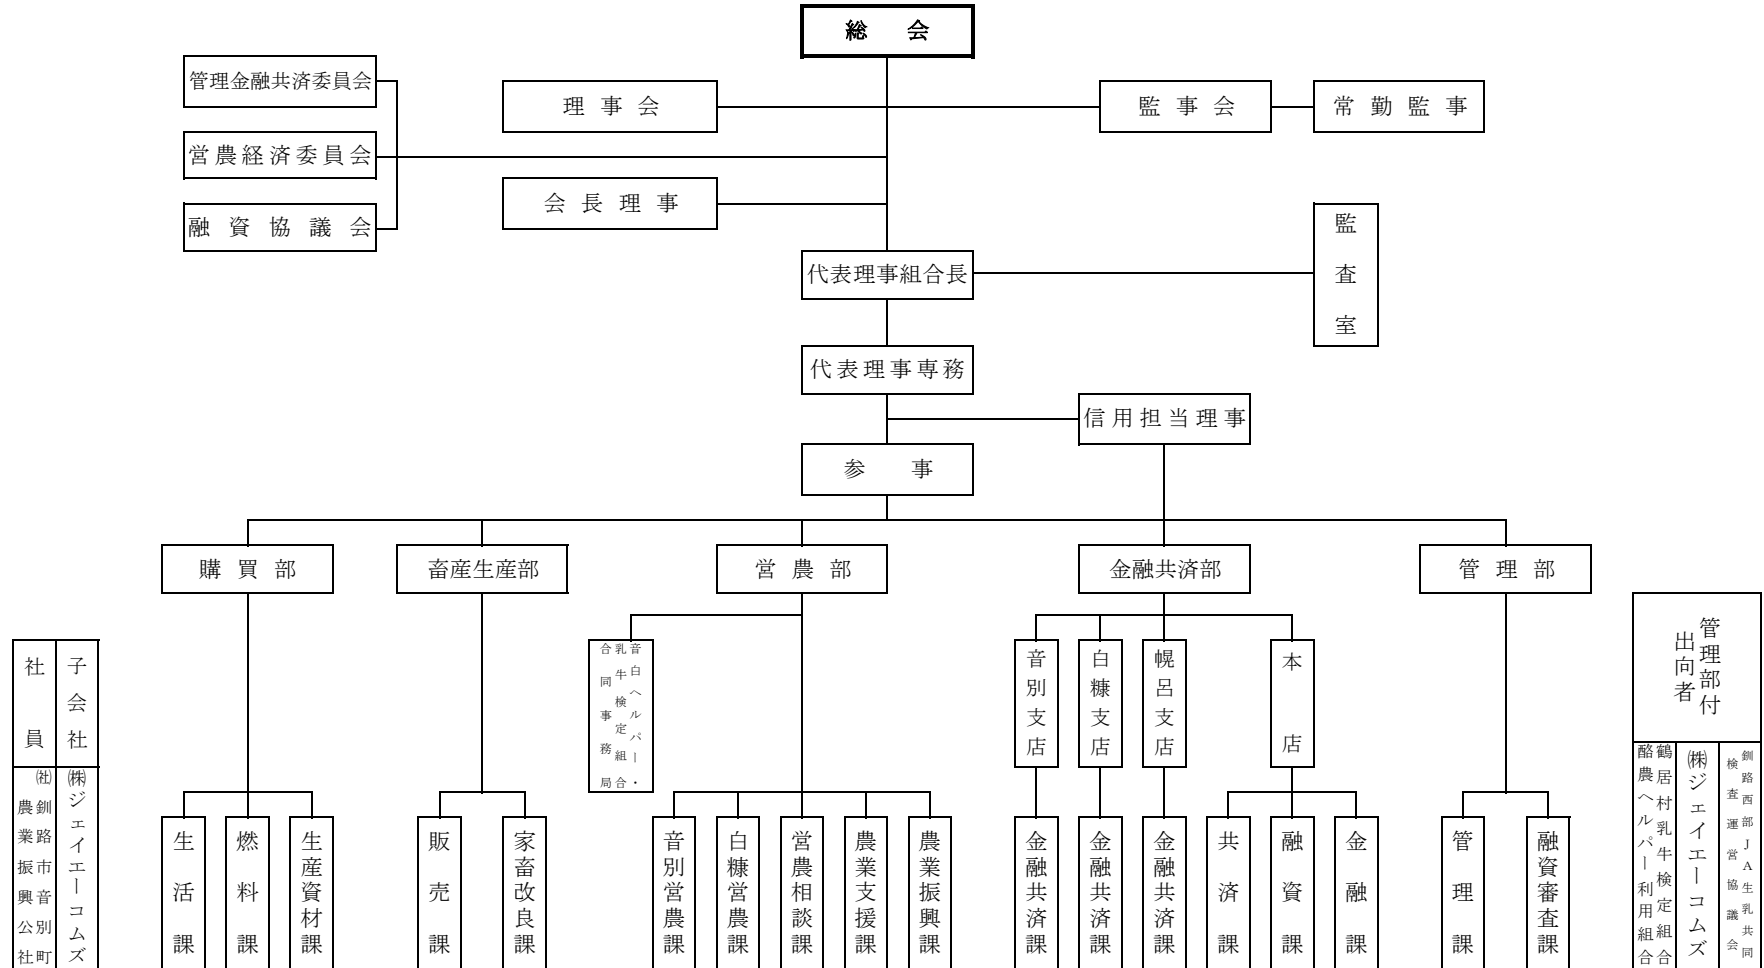 総会
管理金融共済委員会
理事会
監事会
常勤監事
営農経済委員会
会長理事
融資協議会
監査室
代表理事組合長
代表理事専務
信用担当理事
参事
購買部
畜産生産部
営農部
金融共済部
管理部
音白ヘルパー・
乳牛検定組合
合同事務局
音別支店
白糠支店
幌呂支店
本店
管理部付
出向者
社員
子会社
㈳釧路市音別町
農業振興公社
㈱ジェイエーコムズ
生活課
燃料課
生産資材課
販売課
家畜改良課
音別営農課
白糠営農課
営農相談課
農業支援課
農業振興課
金融共済課
金融共済課
金融共済課
共済課
融資課
金融課
管理課
融資審査課
鶴居村乳牛検定組合
酪農ヘルパー利用組合
㈱ジェイエーコムズ
釧路西部JA生乳共同
検査運営協議会